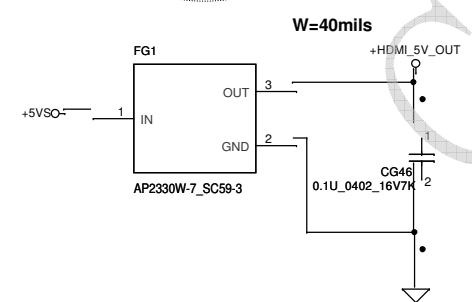 W=40mils
FG1
+HDMI_5V_OUT
OUT
3
+5VS
1
IN
1
GND
2
CG46
AP2330W-7_SC59-3
0.1U_0402_16V7K
2